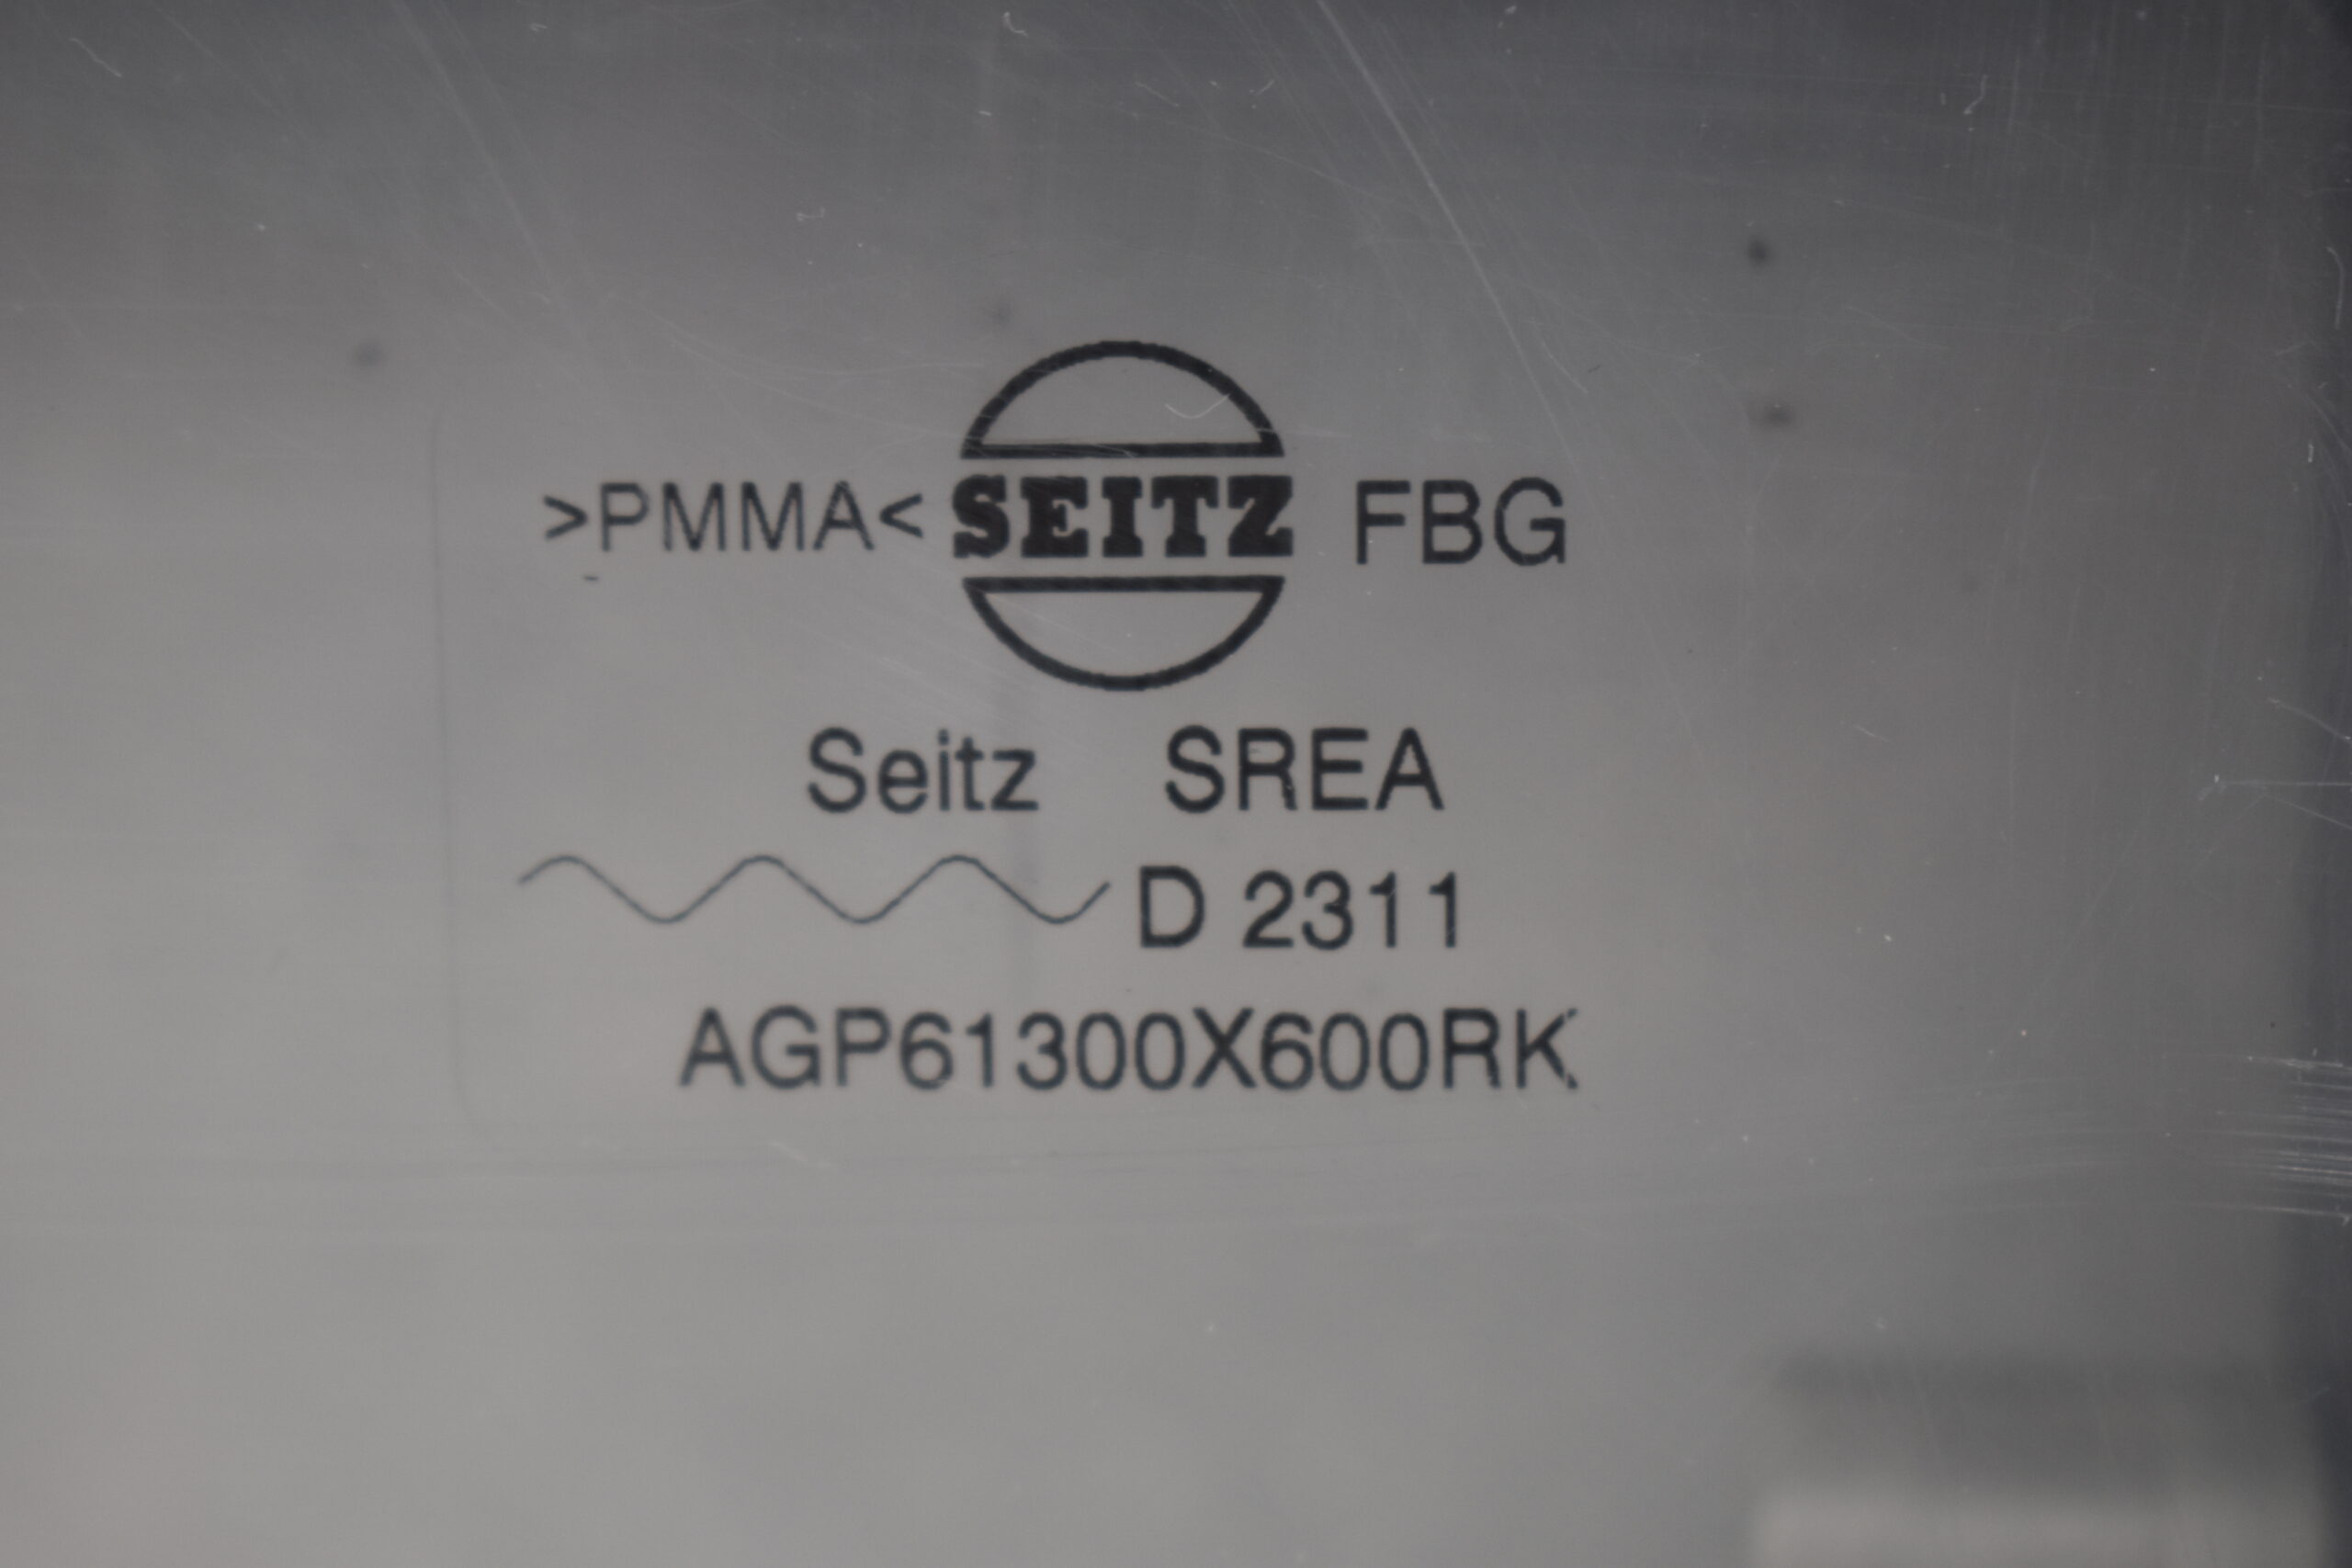 >PMMA< SEITZ FBG
Seitz SREA
D 2311
AGP61300X600RK